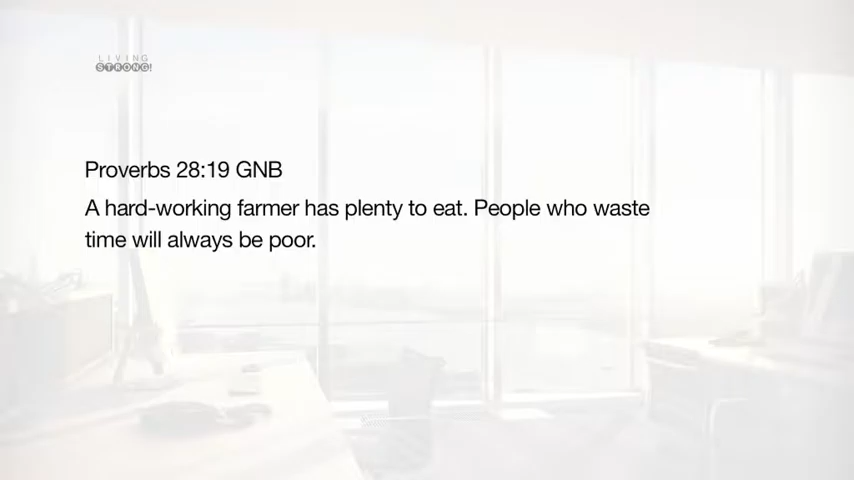 LIVING
STRONG!
Proverbs 28:19 GNB
A hard-working farmer has plenty to eat. People who waste
time will always be poor.